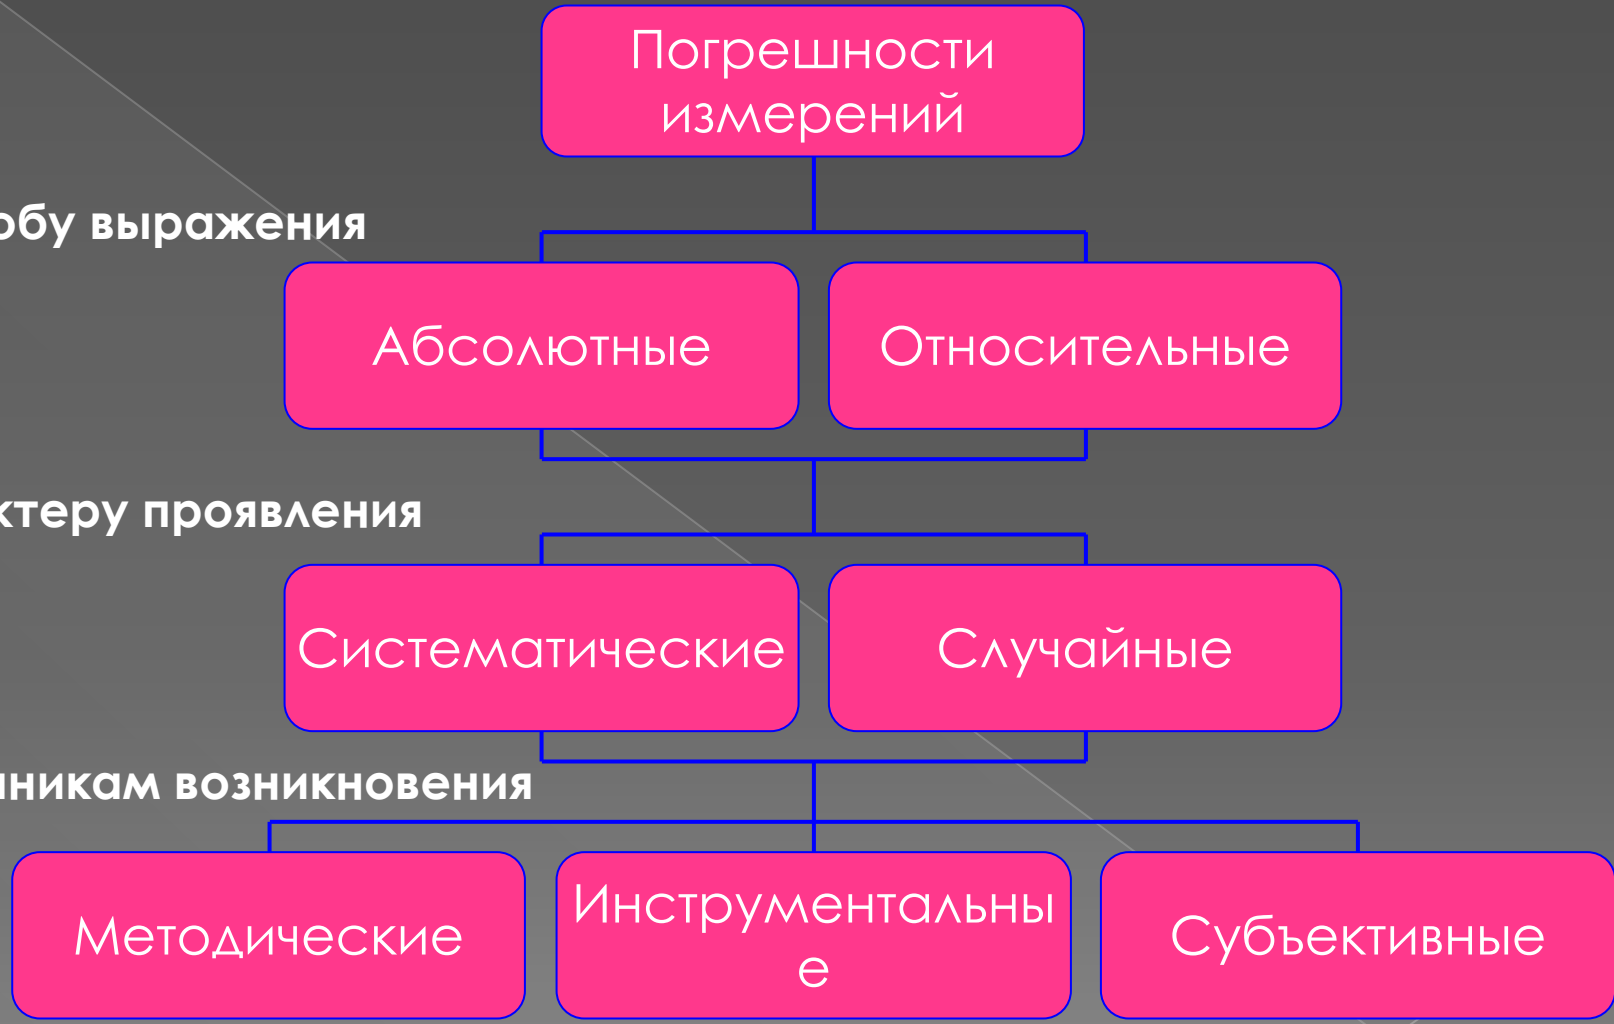 Погрешности
измерений
обу выражения
Абсолютные
Относительные
ктеру проявления
Систематические
Случайные
никам возникновения
Методические
Инструментальны
е
Субъективные